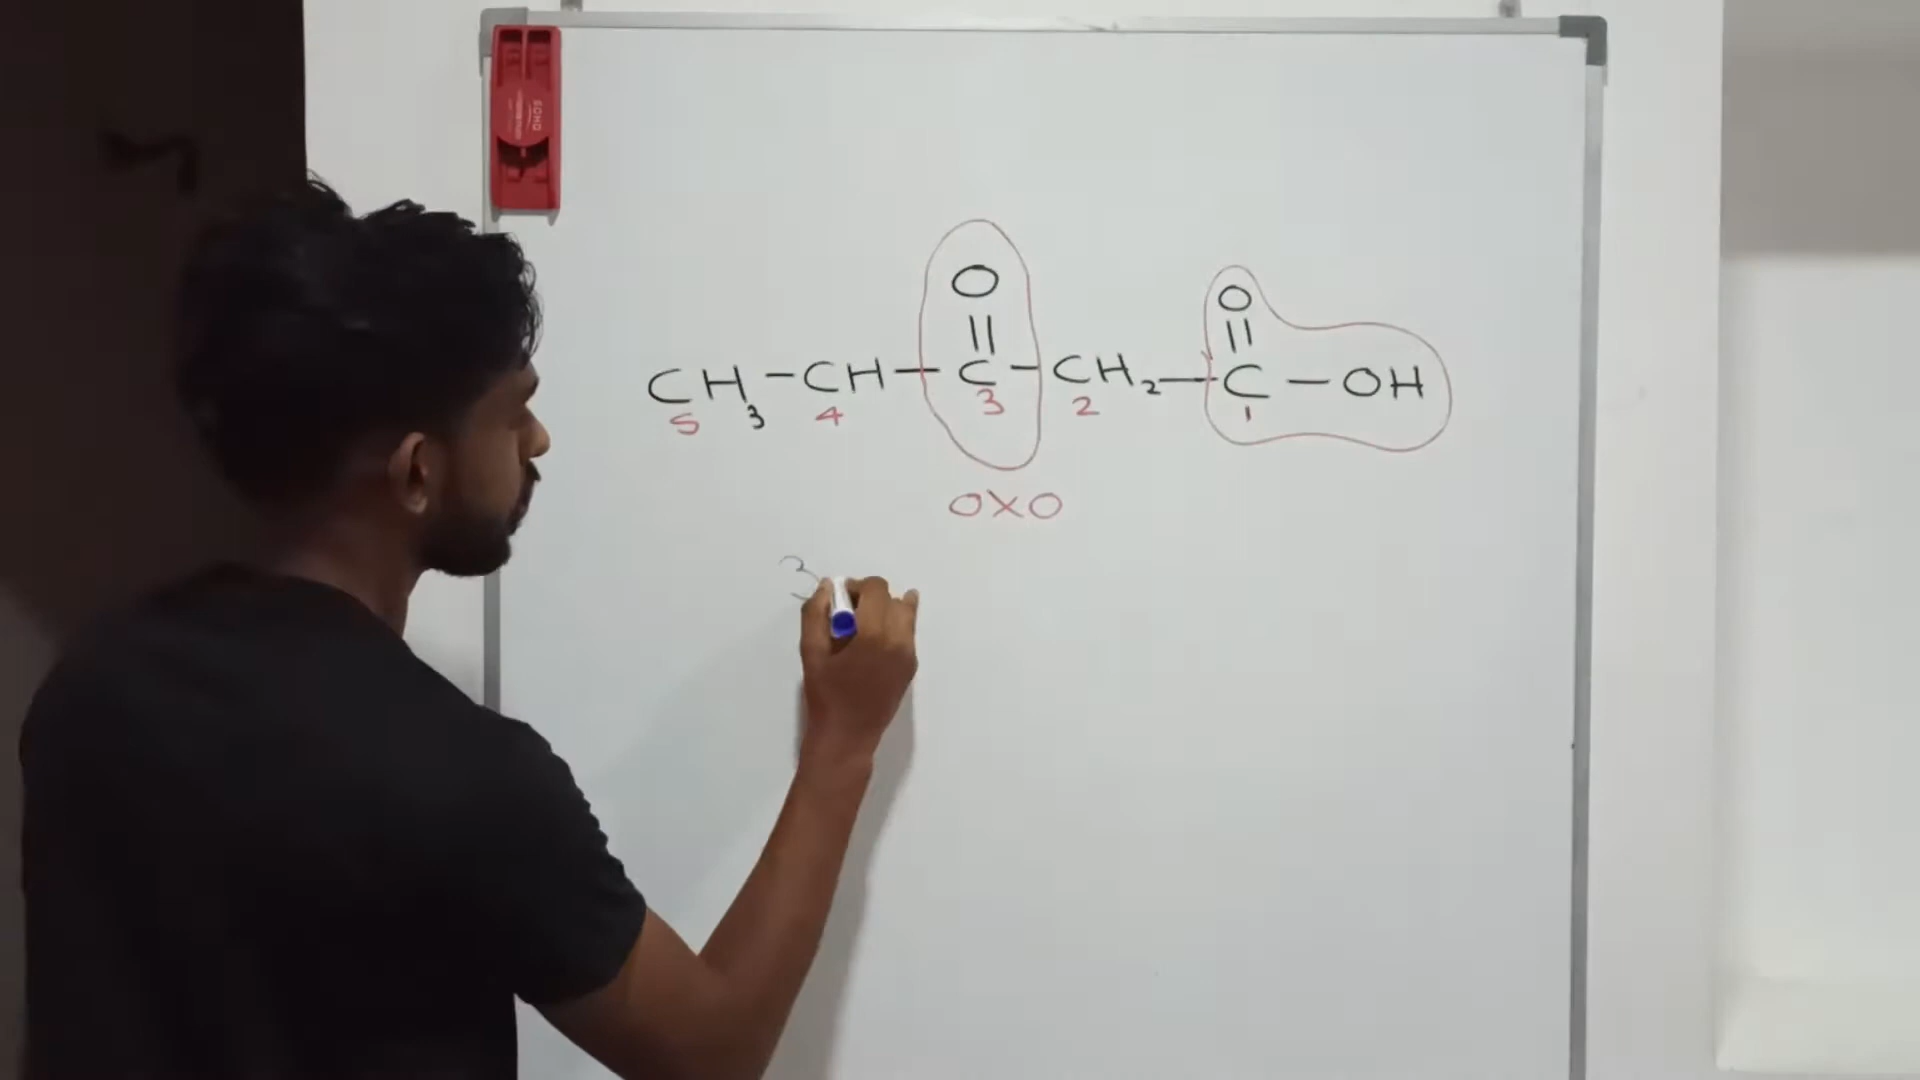 O O
|| ||
CH₃-CH-C-CH₂-C-OH
5 4 3 2 1
OXO
3